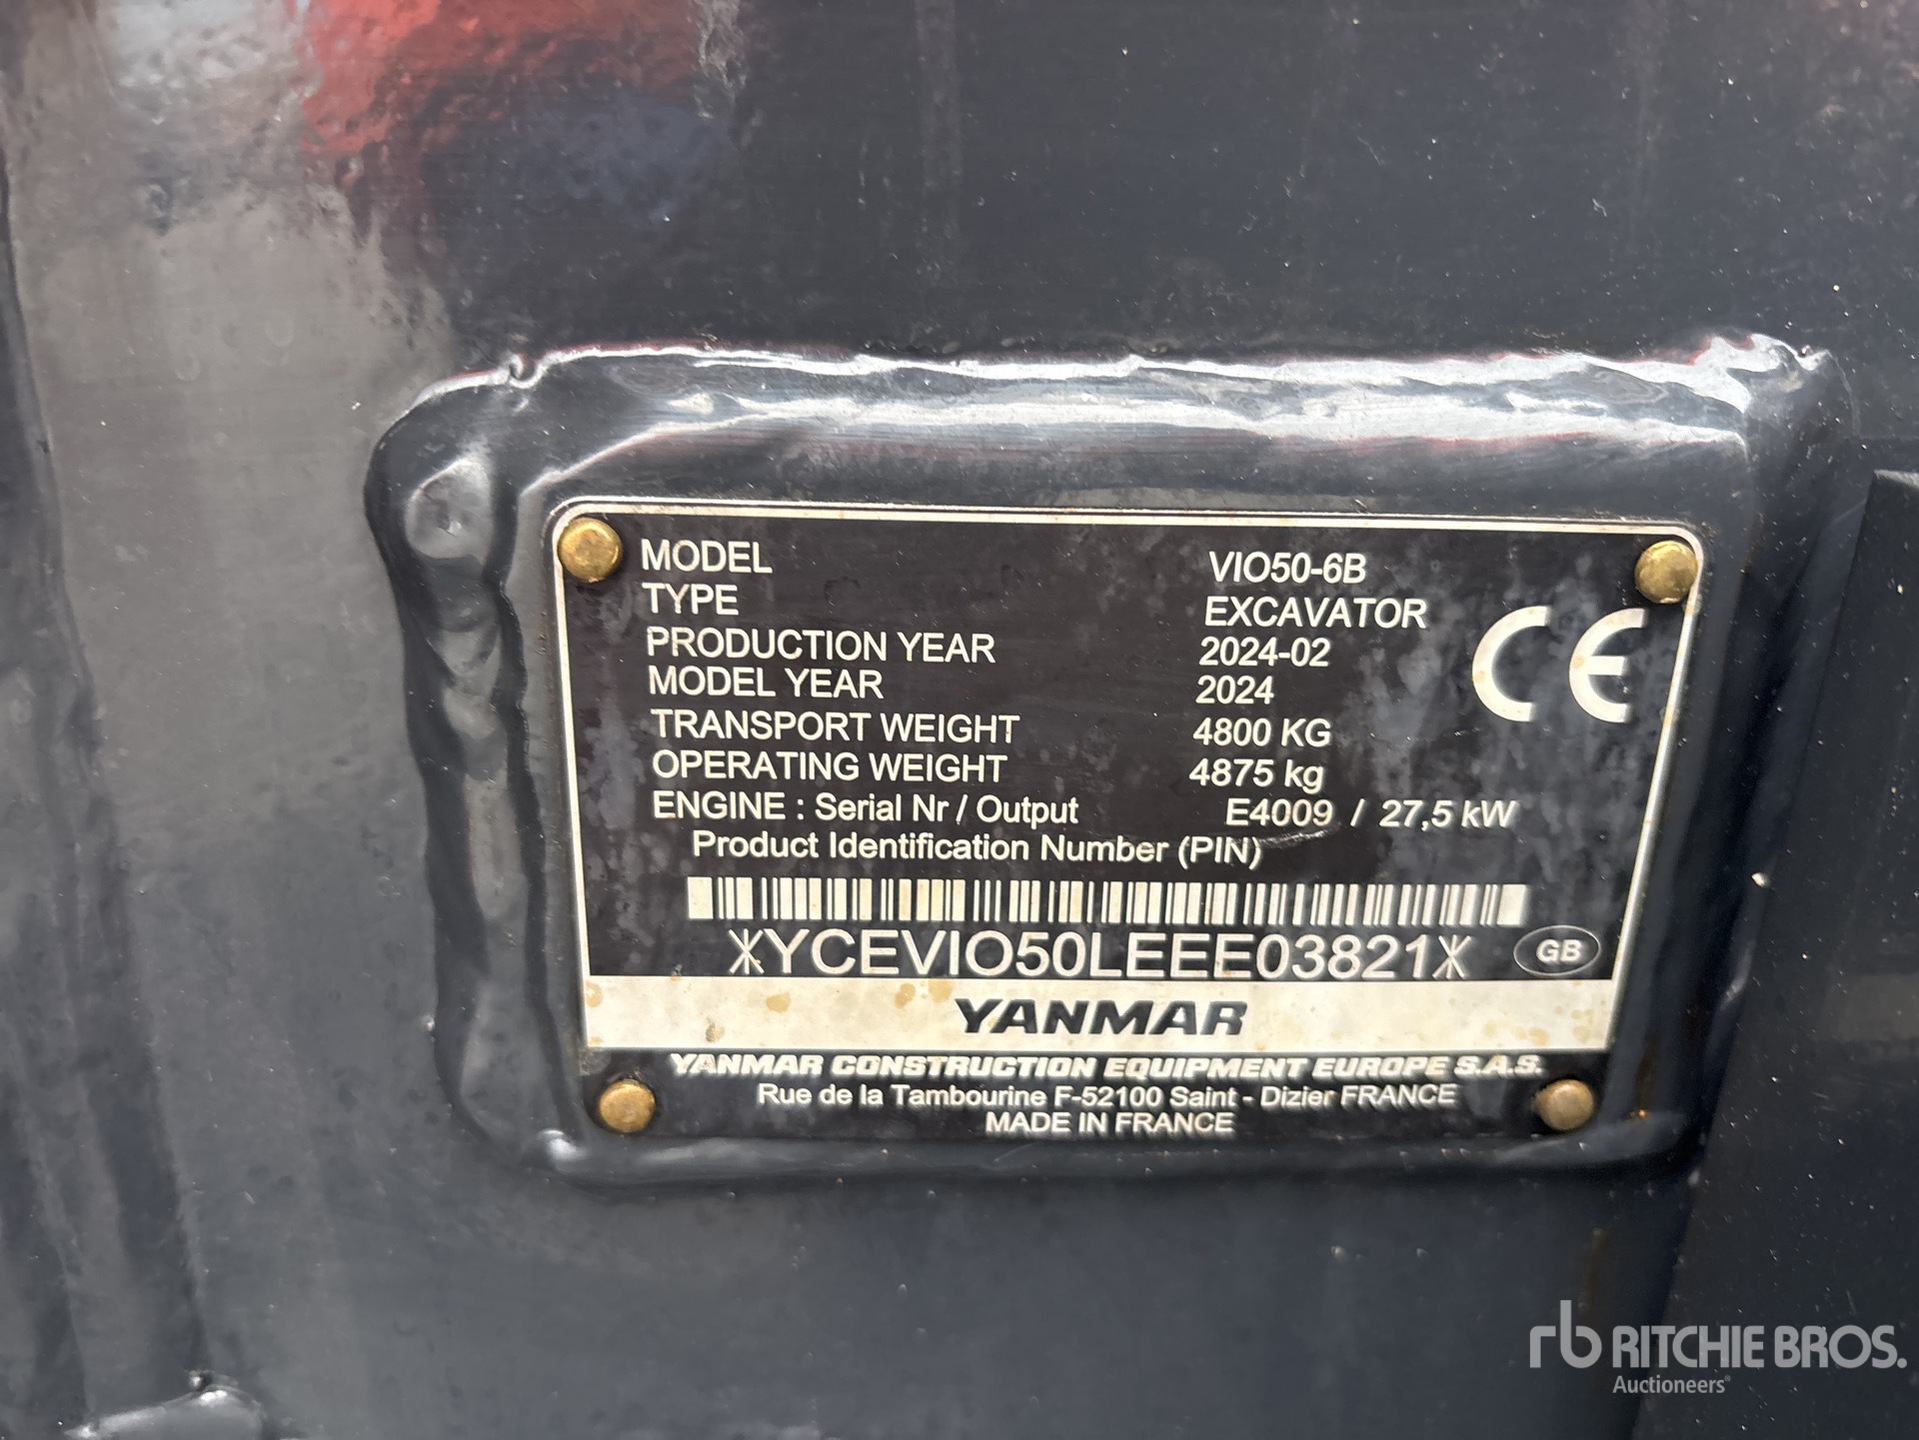 MODEL VIO50-6B
TYPE EXCAVATOR
PRODUCTION YEAR 2024-02
MODEL YEAR 2024
TRANSPORT WEIGHT 4800 KG
OPERATING WEIGHT 4875 kg
ENGINE : Serial Nr / Output E4009 / 27,5 kW
Product Identification Number (PIN)
*YCEVIO50LEEE03821*
GB
CE
YANMAR
YANMAR CONSTRUCTION EQUIPMENT EUROPE S.A.S.
Rue de la Tambourine F-52100 Saint - Dizier FRANCE
MADE IN FRANCE
rb RITCHIE BROS.
Auctioneers